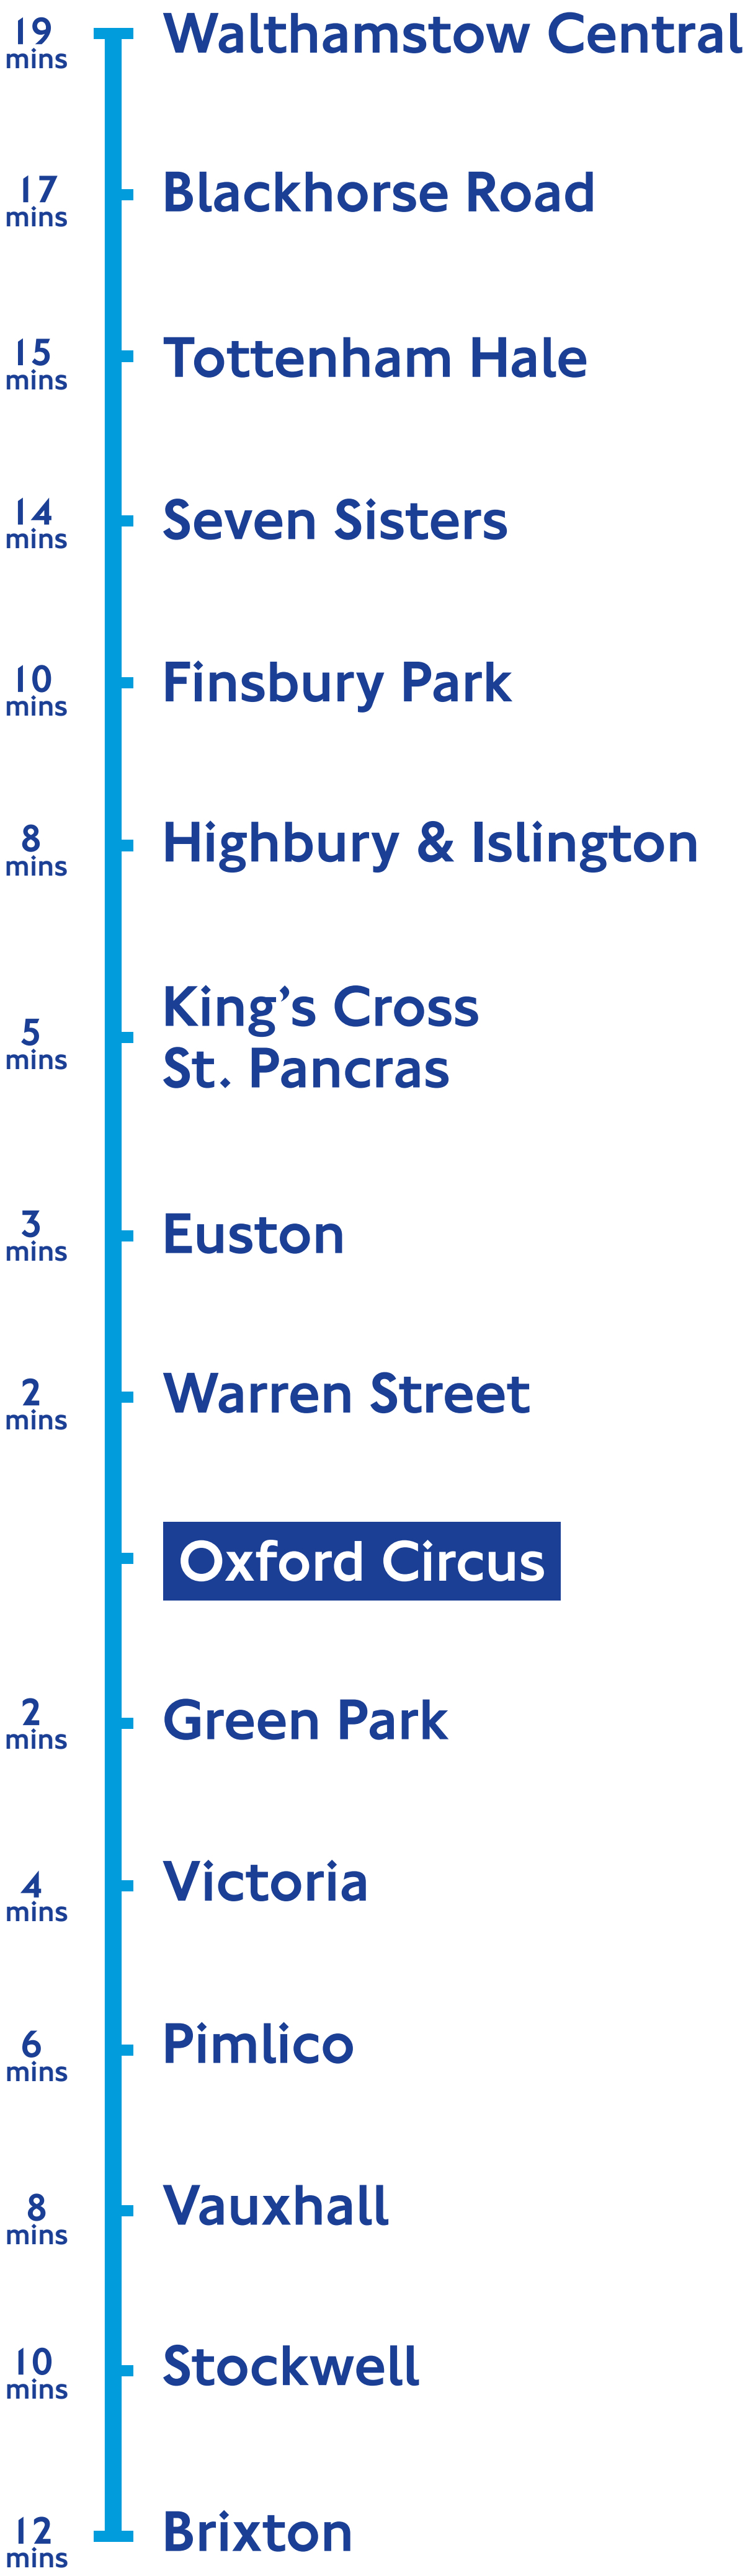 19
mins
Walthamstow Central
17
mins
Blackhorse Road
15
mins
Tottenham Hale
14
mins
Seven Sisters
10
mins
Finsbury Park
8
mins
Highbury & Islington
5
mins
King’s Cross
St. Pancras
3
mins
Euston
2
mins
Warren Street
Oxford Circus
2
mins
Green Park
4
mins
Victoria
6
mins
Pimlico
8
mins
Vauxhall
10
mins
Stockwell
12
mins
Brixton